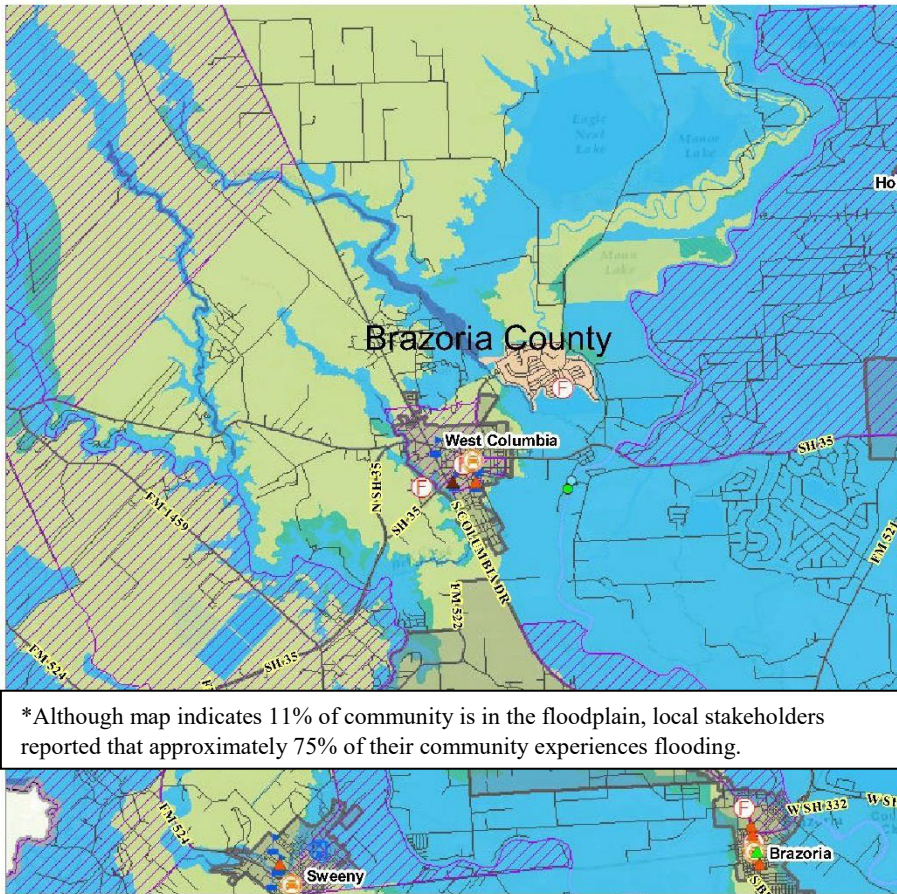 Eagle
Nest
Lake
Manor
Lake
Ho
Manu
Lake
Brazoria County
F
West Columbia
F
F
SH 35
N SH 35
FM 1459
SH 35
S COLUMBIA DR
FM 521
FM 522
SH 35
FM 524
*Although map indicates 11% of community is in the floodplain, local stakeholders
reported that approximately 75% of their community experiences flooding.
FM 524
F
W SH 332
W SH
Brazoria
Sweeny